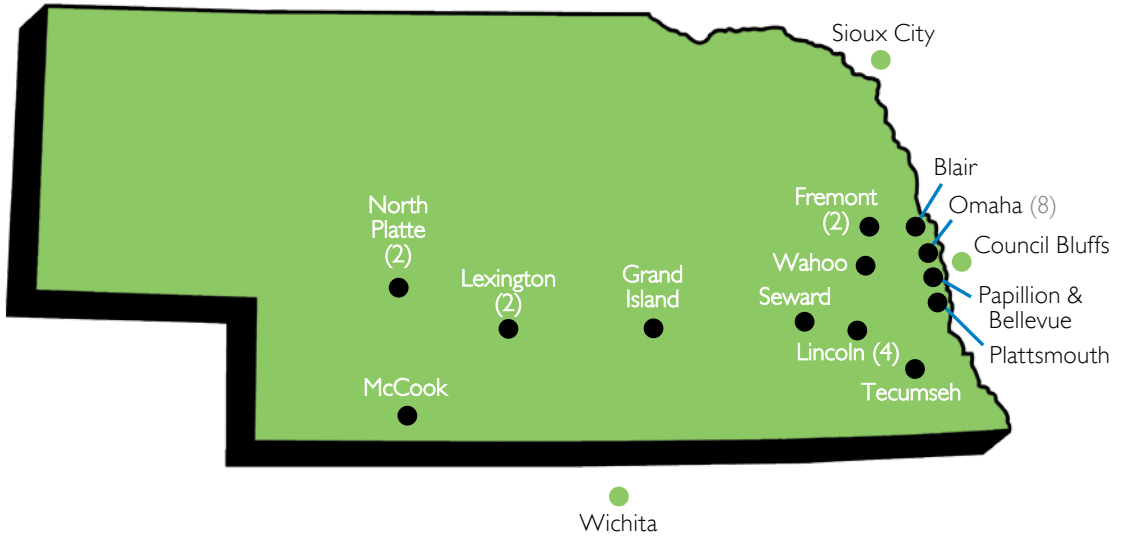 Sioux City
Blair
Fremont
(2)
Omaha (8)
North
Platte
(2)
Council Bluffs
Wahoo
Lexington
(2)
Grand
Island
Seward
Papillion &
Bellevue
Lincoln (4)
Plattsmouth
McCook
Tecumseh
Wichita